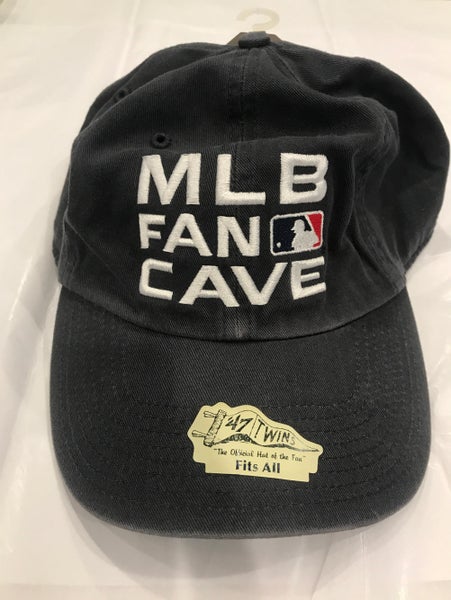 MLB
FAN
CAVE
'47 TWINS
"The Official Hat of the Fan"
Fits All